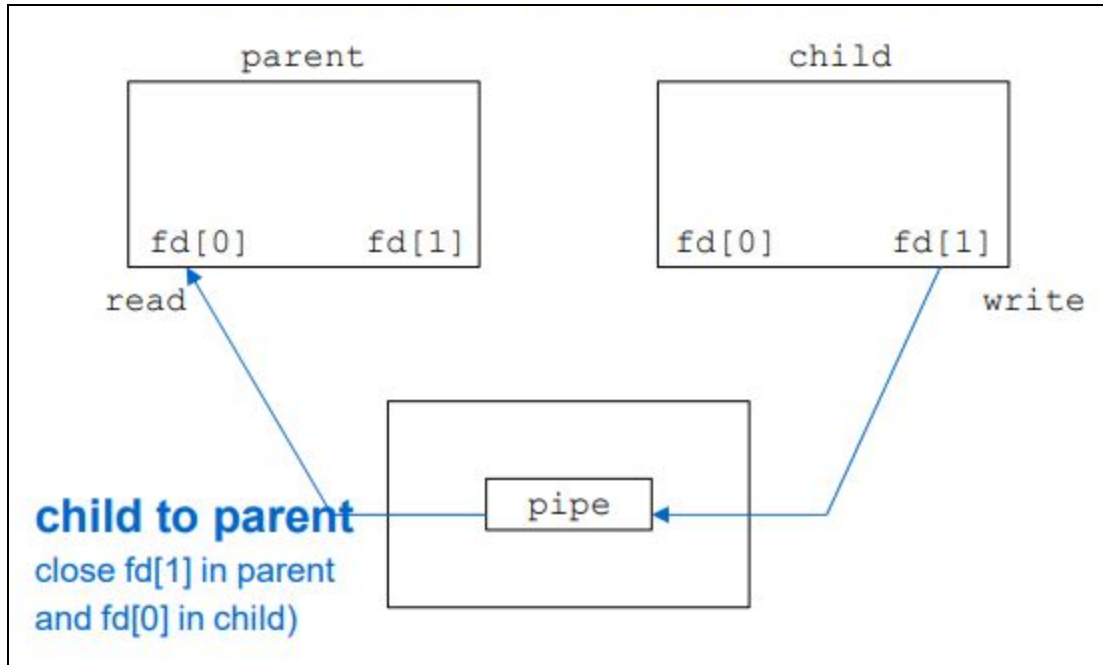 parent child
fd[0] fd[1] fd[0] fd[1]
read write
pipe
child to parent
close fd[1] in parent
and fd[0] in child)